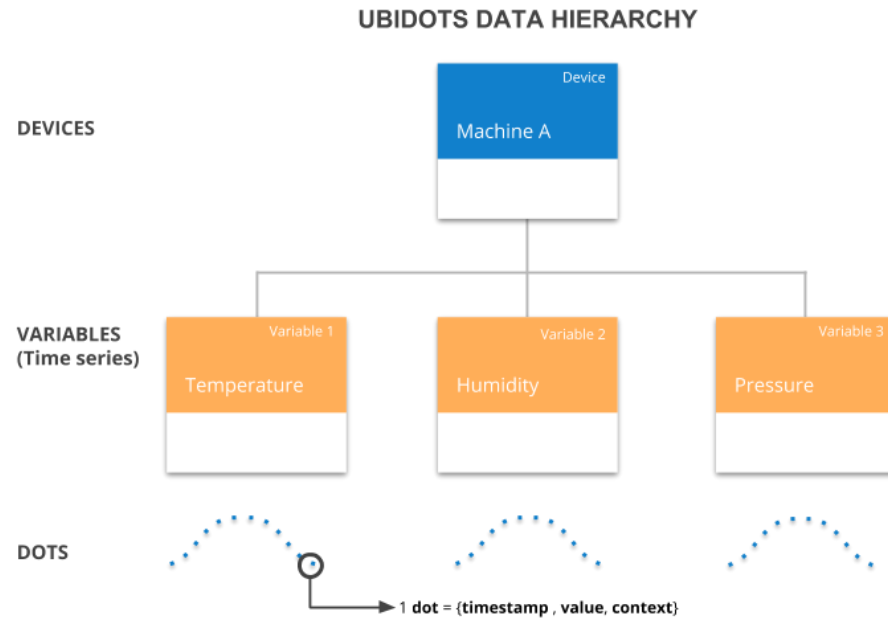 UBIDOTS DATA HIERARCHY
Device
DEVICES
Machine A
VARIABLES
(Time series)
Variable 1
Temperature
Variable 2
Humidity
Variable 3
Pressure
DOTS
1 dot = {timestamp , value, context}